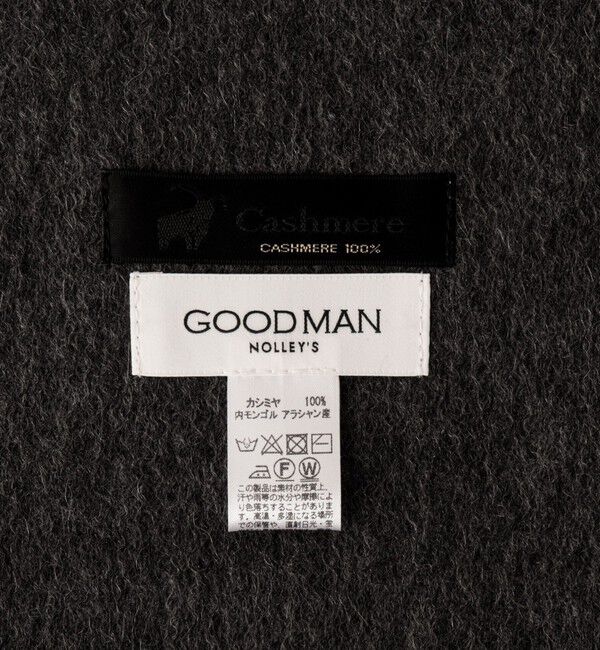 Cashmere
CASHMERE 100%
GOODMAN
NOLLEY'S
カシミヤ 100%
内モンゴル アラシャン産
F W
この製品は素材の性質上、
汗や雨等の水分や摩擦によ
り色落ちすることがありま
す。高温・多湿になる場所
での保管や、直射日光・蛍